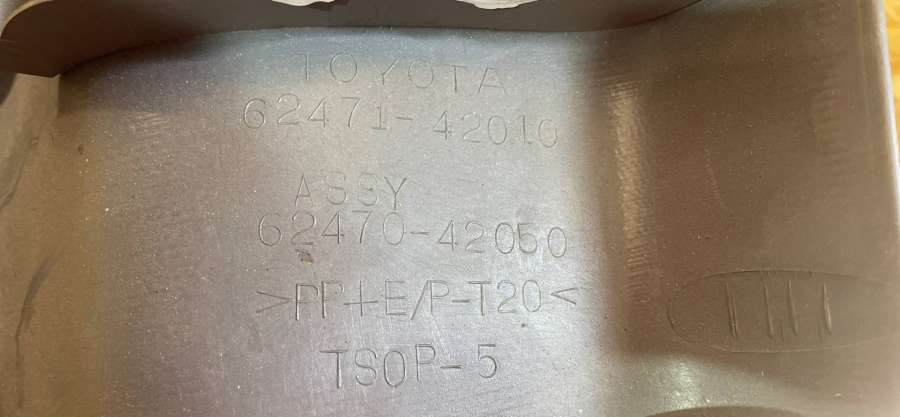 TOYOTA
62471-42010
ASSY
62470-42050
>PP+E/P-T20<
TSOP-5